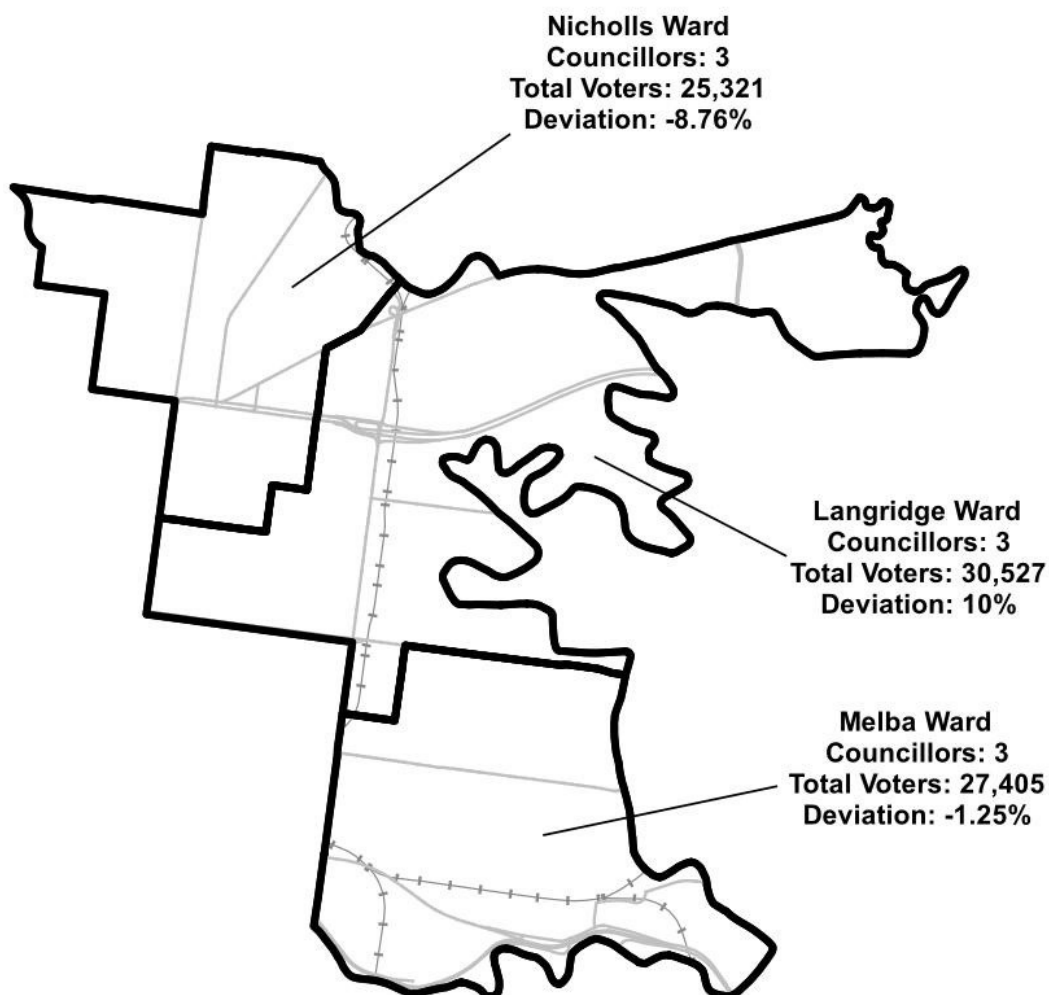 Nicholls Ward
Councillors: 3
Total Voters: 25,321
Deviation: -8.76%
Langridge Ward
Councillors: 3
Total Voters: 30,527
Deviation: 10%
Melba Ward
Councillors: 3
Total Voters: 27,405
Deviation: -1.25%